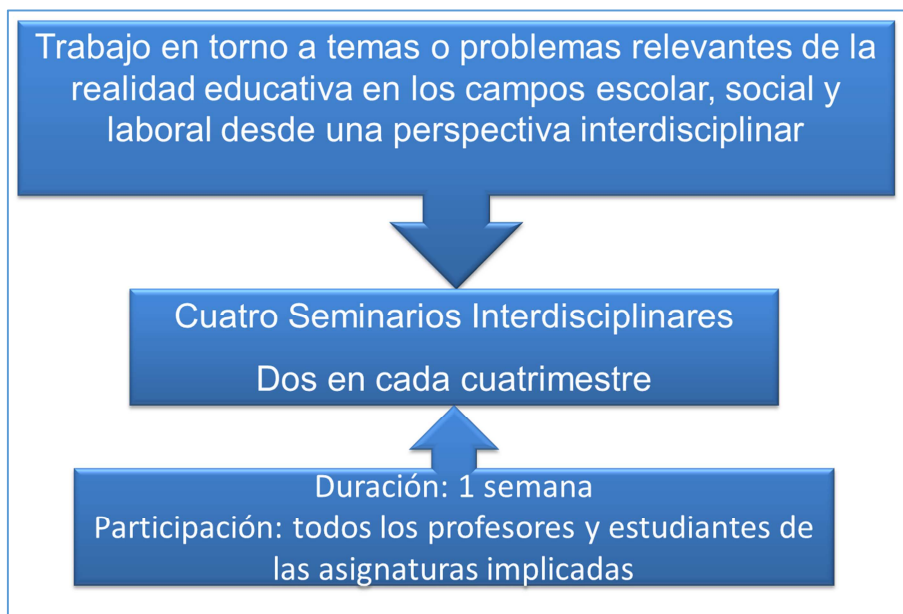 Trabajo en torno a temas o problemas relevantes de la
realidad educativa en los campos escolar, social y
laboral desde una perspectiva interdisciplinar
Cuatro Seminarios Interdisciplinares
Dos en cada cuatrimestre
Duración: 1 semana
Participación: todos los profesores y estudiantes de
las asignaturas implicadas